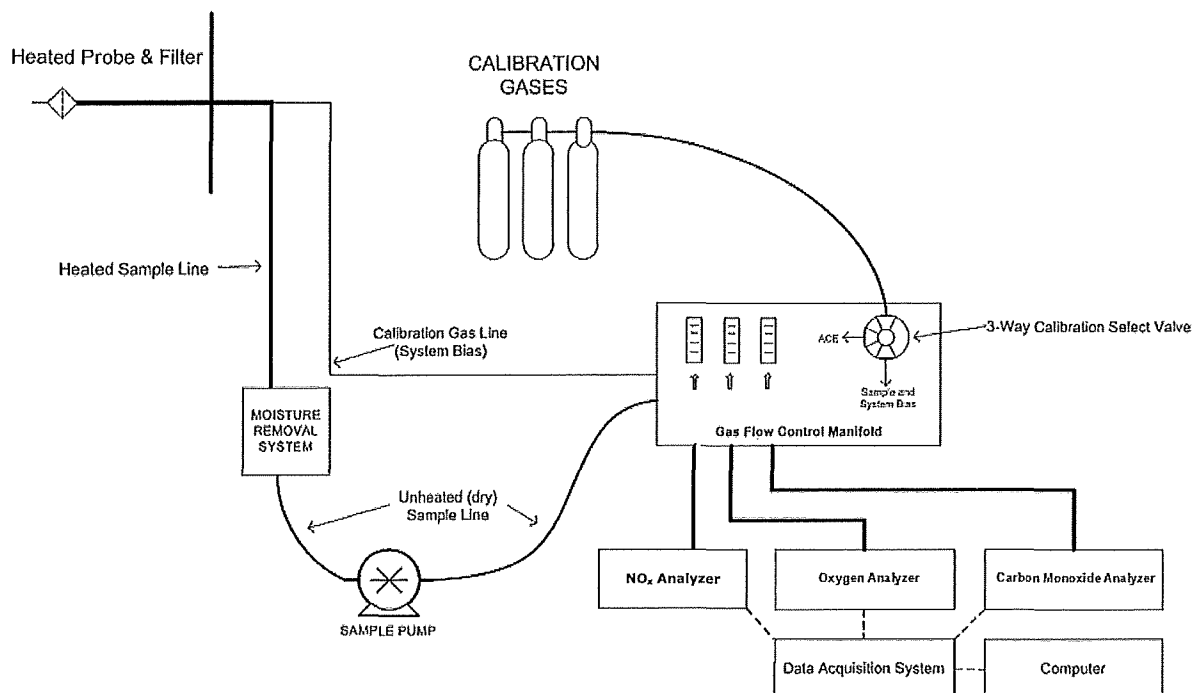 Heated Probe & Filter
CALIBRATION
GASES
Heated Sample Line
Calibration Gas Line
(System Bias)
3-Way Calibration Select Valve
ACE
Sample and
System Bias
Gas Flow Control Manifold
MOISTURE
REMOVAL
SYSTEM
Unheated (dry)
Sample Line
SAMPLE PUMP
NOx Analyzer
Oxygen Analyzer
Carbon Monoxide Analyzer
Data Acquisition System
Computer